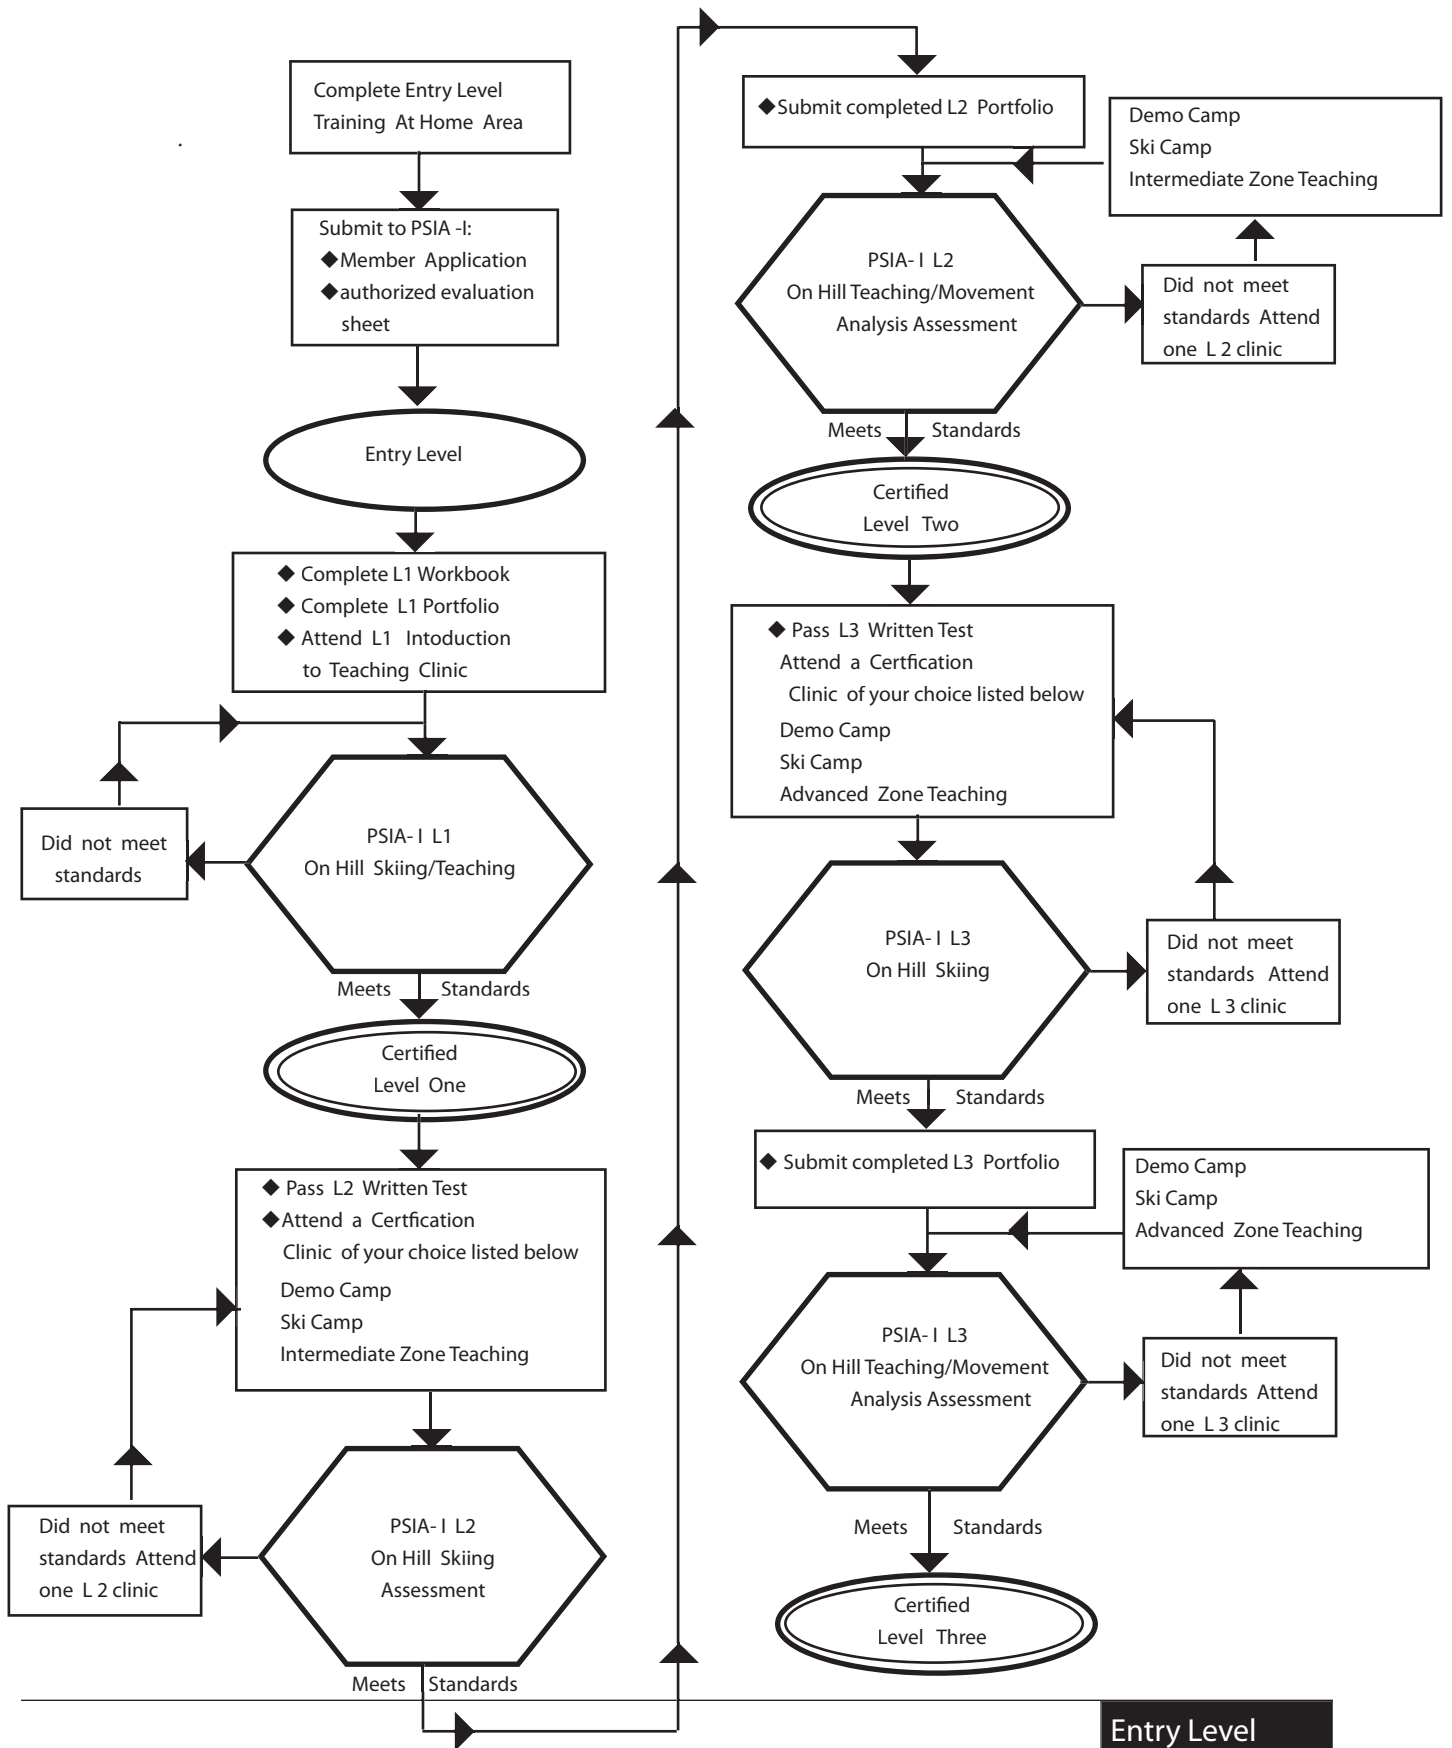 Complete Entry Level
Training At Home Area
Submit to PSIA -I:
◆Member Application
◆authorized evaluation
sheet
Entry Level
◆ Complete L1 Workbook
◆ Complete L1 Portfolio
◆ Attend L1 Intoduction
to Teaching Clinic
PSIA- I L1
On Hill Skiing/Teaching
Did not meet
standards
Meets Standards
Certified
Level One
◆ Pass L2 Written Test
◆Attend a Certfication
Clinic of your choice listed below
Demo Camp
Ski Camp
Intermediate Zone Teaching
PSIA- I L2
On Hill Skiing
Assessment
Did not meet
standards Attend
one L 2 clinic
Meets Standards
◆Submit completed L2 Portfolio
Demo Camp
Ski Camp
Intermediate Zone Teaching
PSIA- I L2
On Hill Teaching/Movement
Analysis Assessment
Did not meet
standards Attend
one L 2 clinic
Meets Standards
Certified
Level Two
◆ Pass L3 Written Test
Attend a Certfication
Clinic of your choice listed below
Demo Camp
Ski Camp
Advanced Zone Teaching
PSIA- I L3
On Hill Skiing
Did not meet
standards Attend
one L 3 clinic
Meets Standards
◆ Submit completed L3 Portfolio
Demo Camp
Ski Camp
Advanced Zone Teaching
PSIA- I L3
On Hill Teaching/Movement
Analysis Assessment
Did not meet
standards Attend
one L 3 clinic
Meets Standards
Certified
Level Three
Entry Level